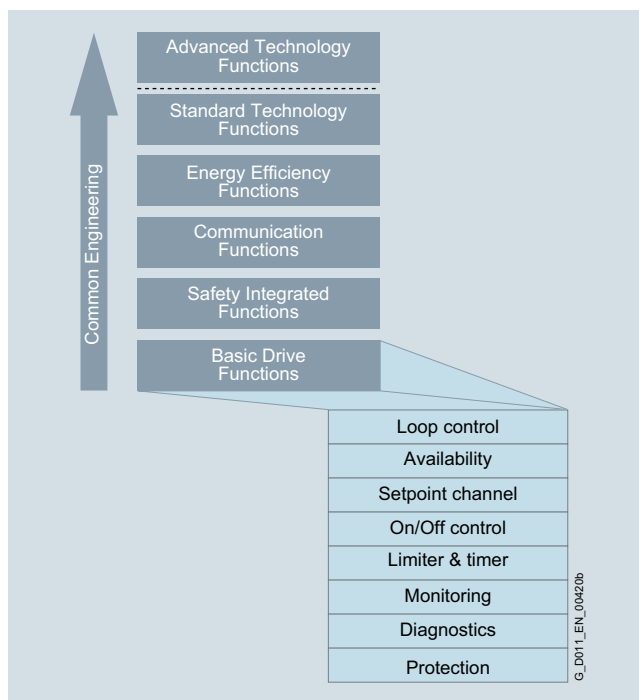 Advanced Technology
Functions
Standard Technology
Functions
Energy Efficiency
Functions
Communication
Functions
Safety Integrated
Functions
Basic Drive
Functions
Common Engineering
Loop control
Availability
Setpoint channel
On/Off control
Limiter & timer
Monitoring
Diagnostics
Protection
G_D011_EN_00420b